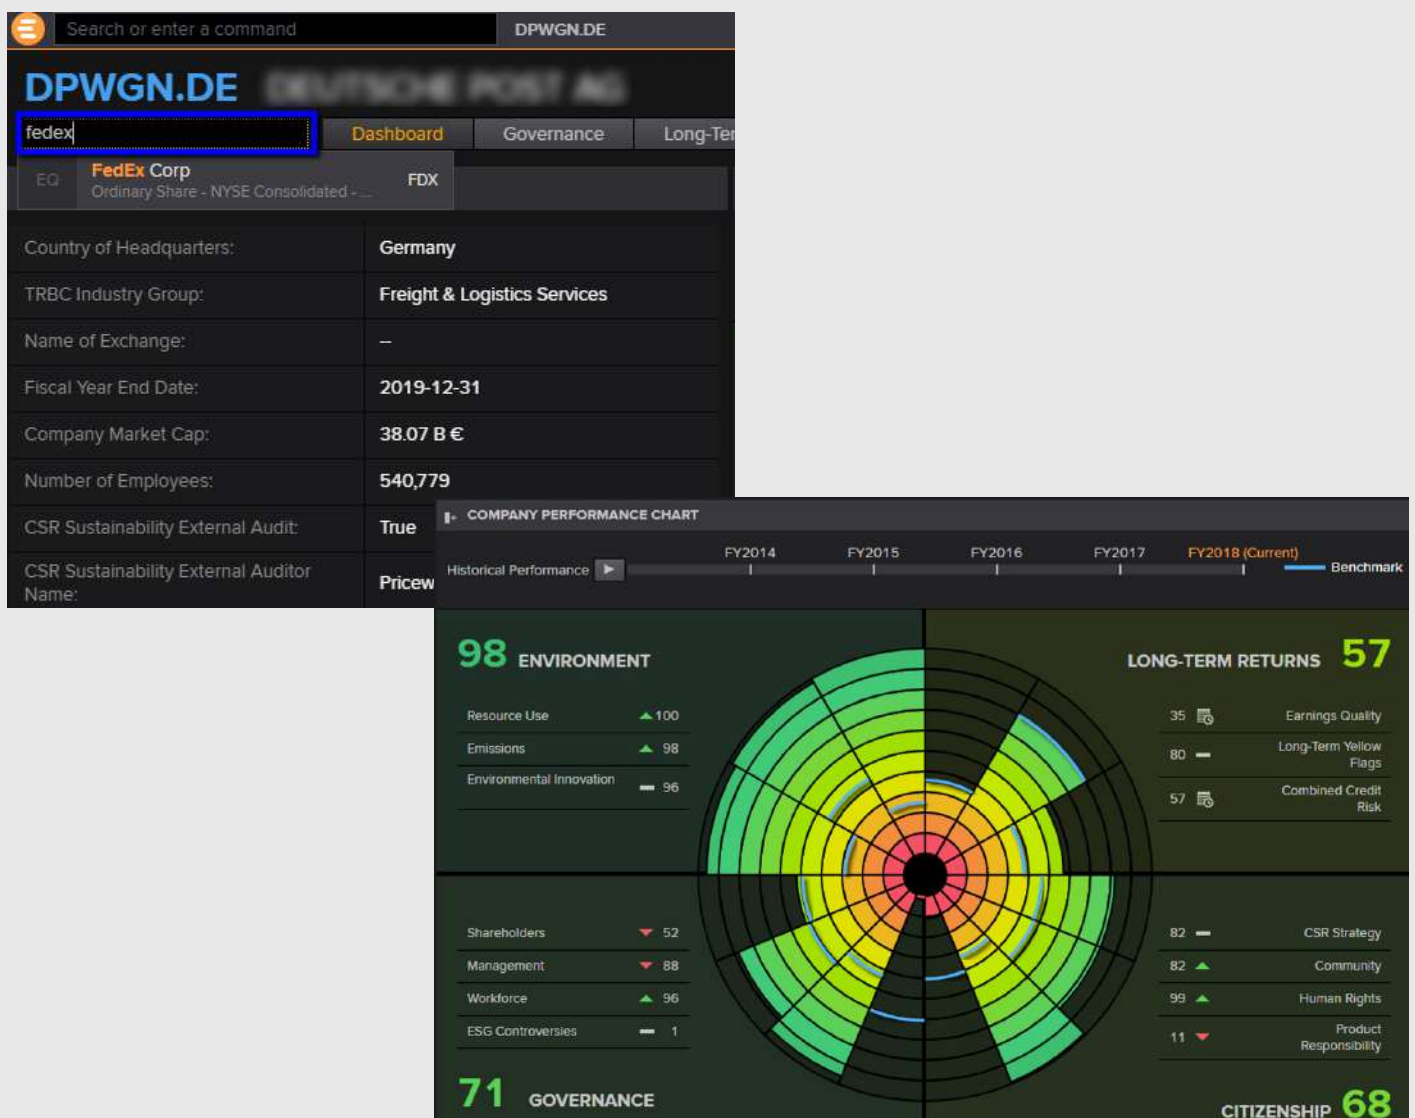 Search or enter a command
DPWGN.DE
DPWGN.DE DEUTSCHE POST AG
fedex
Dashboard
Governance
Long-Ter
EQ
FedEx Corp
Ordinary Share - NYSE Consolidated - ...
FDX
Country of Headquarters: Germany
TRBC Industry Group: Freight & Logistics Services
Name of Exchange: --
Fiscal Year End Date: 2019-12-31
Company Market Cap: 38.07 B €
Number of Employees: 540,779
CSR Sustainability External Audit: True
CSR Sustainability External Auditor
Name: Pricew
COMPANY PERFORMANCE CHART
FY2014 FY2015 FY2016 FY2017 FY2018 (Current)
Historical Performance
Benchmark
98 ENVIRONMENT
Resource Use 100
Emissions 98
Environmental Innovation 96
LONG-TERM RETURNS 57
35 Earnings Quality
80 Long-Term Yellow
Flags
57 Combined Credit
Risk
Shareholders 52
Management 88
Workforce 96
ESG Controversies 1
71 GOVERNANCE
82 CSR Strategy
82 Community
99 Human Rights
11 Product
Responsibility
CITIZENSHIP 68